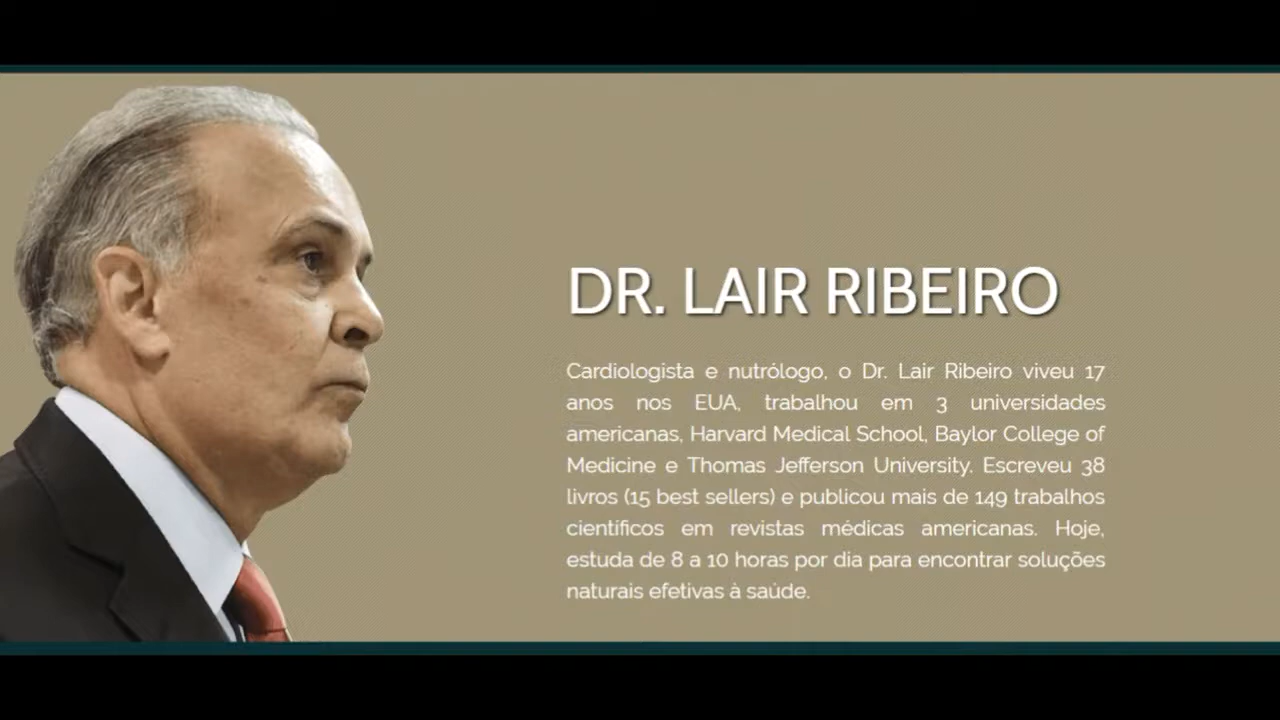 DR. LAIR RIBEIRO
Cardiologista e nutrólogo, o Dr. Lair Ribeiro viveu 17
anos nos EUA, trabalhou em 3 universidades
americanas, Harvard Medical School, Baylor College of
Medicine e Thomas Jefferson University. Escreveu 38
livros (15 best sellers) e publicou mais de 149 trabalhos
científicos em revistas médicas americanas. Hoje,
estuda de 8 a 10 horas por dia para encontrar soluções
naturais efetivas à saúde.